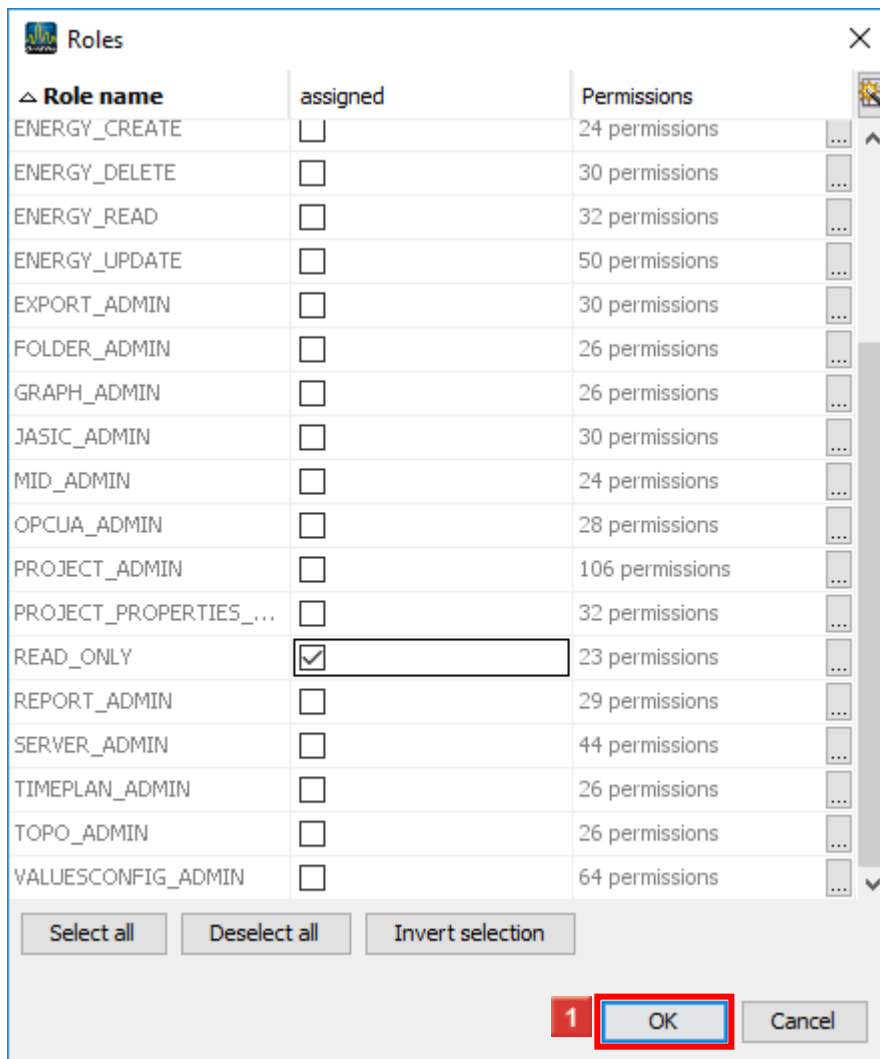 Roles
Role name assigned Permissions
ENERGY_CREATE 24 permissions ...
ENERGY_DELETE 30 permissions ...
ENERGY_READ 32 permissions ...
ENERGY_UPDATE 50 permissions ...
EXPORT_ADMIN 30 permissions ...
FOLDER_ADMIN 26 permissions ...
GRAPH_ADMIN 26 permissions ...
JASIC_ADMIN 30 permissions ...
MID_ADMIN 24 permissions ...
OPCUA_ADMIN 28 permissions ...
PROJECT_ADMIN 106 permissions ...
PROJECT_PROPERTIES_... 32 permissions ...
READ_ONLY 23 permissions ...
REPORT_ADMIN 29 permissions ...
SERVER_ADMIN 44 permissions ...
TIMEPLAN_ADMIN 26 permissions ...
TOPO_ADMIN 26 permissions ...
VALUESCONFIG_ADMIN 64 permissions ...
Select all Deselect all Invert selection
1 OK Cancel